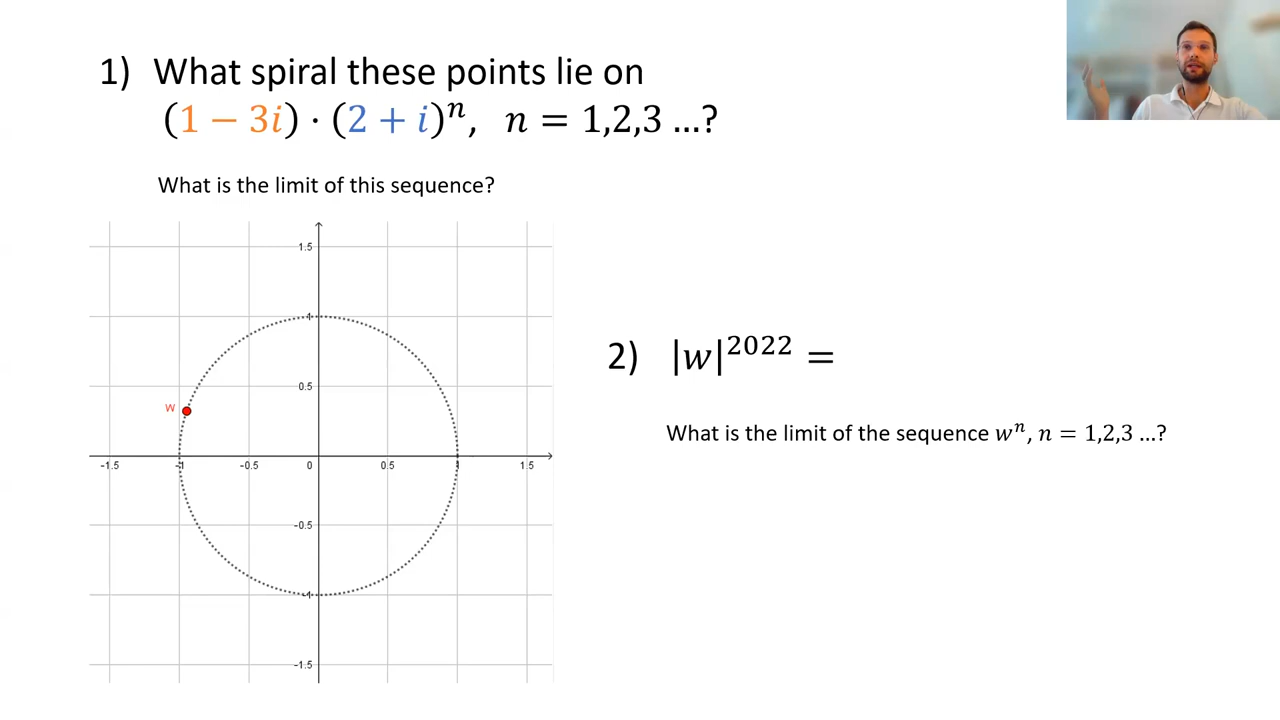 1) What spiral these points lie on
(1 − 3i) · (2 + i)ⁿ, n = 1,2,3 …?
What is the limit of this sequence?
1.5
1
0.5
w
-1.5 -1 -0.5 0 0.5 1 1.5
-0.5
-1
-1.5
2) |w|²⁰²² =
What is the limit of the sequence wⁿ, n = 1,2,3 …?